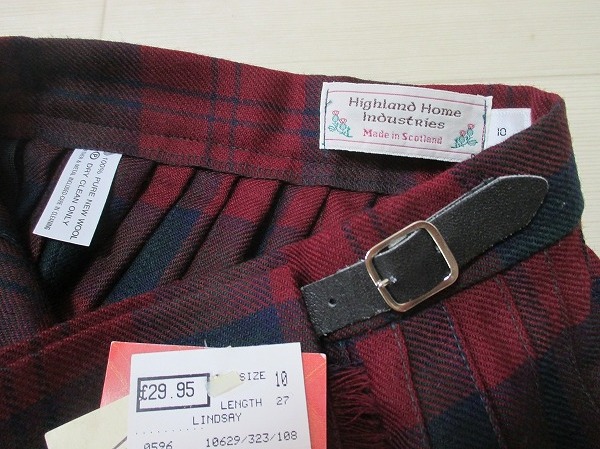 Highland Home
Industries
Made in Scotland
10
100% PURE NEW WOOL
DRY CLEAN ONLY
£29.95
SIZE 10
LENGTH 27
LINDSAY
0596 10629/323/108